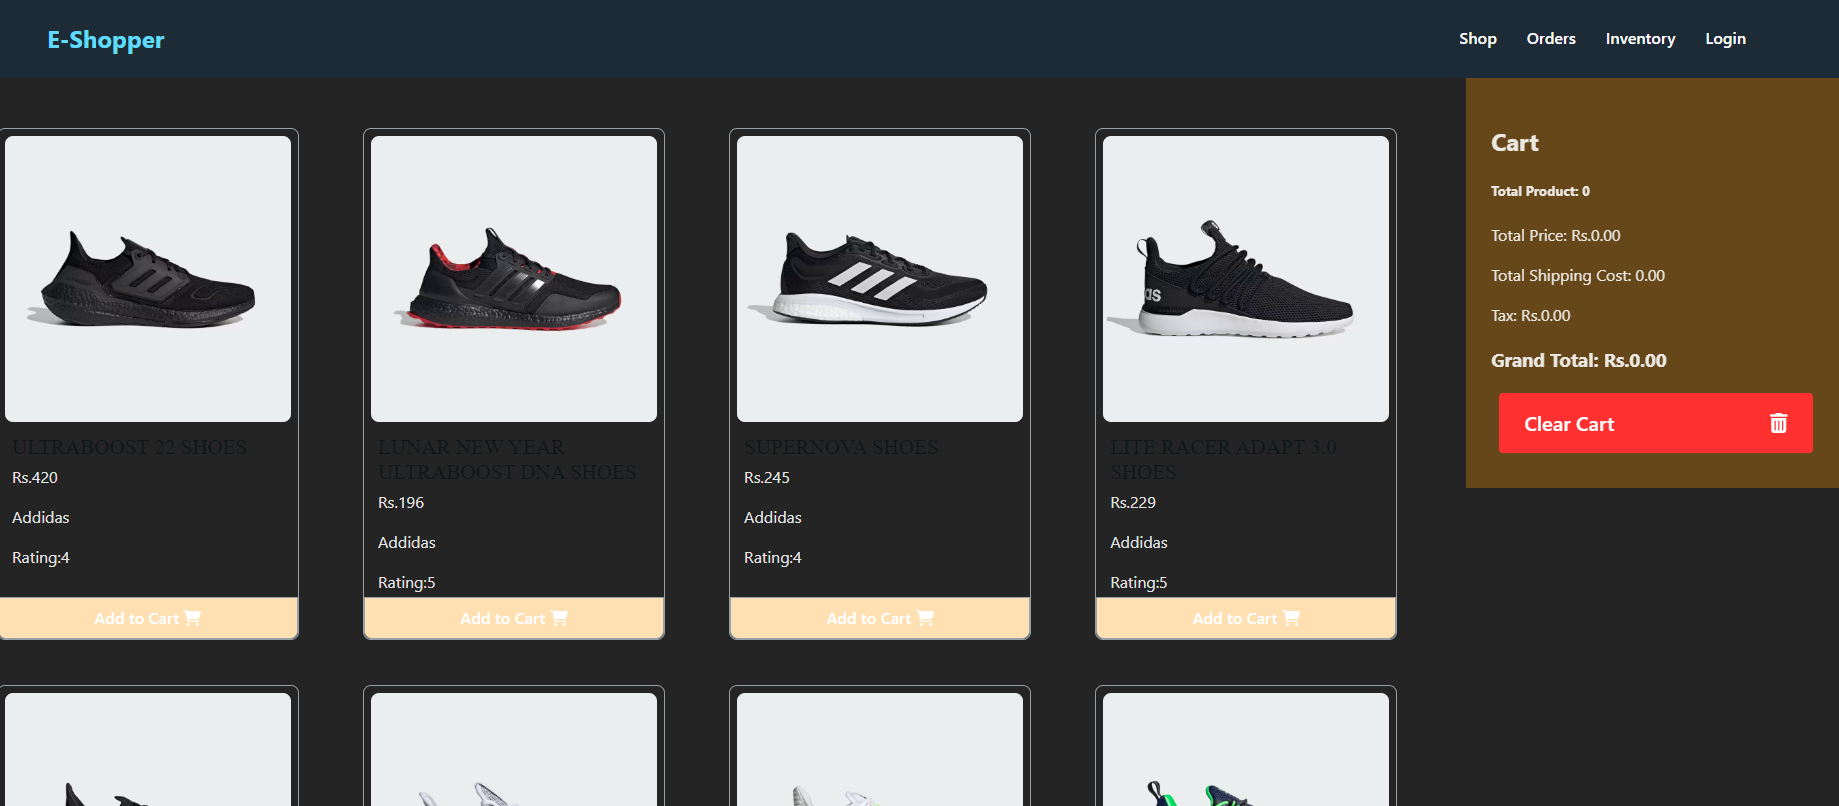 E-Shopper
Shop Orders Inventory Login
ULTRABOOST 22 SHOES
Rs.420
Addidas
Rating:4
Add to Cart
LUNAR NEW YEAR
ULTRABOOST DNA SHOES
Rs.196
Addidas
Rating:5
Add to Cart
SUPERNOVA SHOES
Rs.245
Addidas
Rating:4
Add to Cart
as
LITE RACER ADAPT 3.0
SHOES
Rs.229
Addidas
Rating:5
Add to Cart
Cart
Total Product: 0
Total Price: Rs.0.00
Total Shipping Cost: 0.00
Tax: Rs.0.00
Grand Total: Rs.0.00
Clear Cart